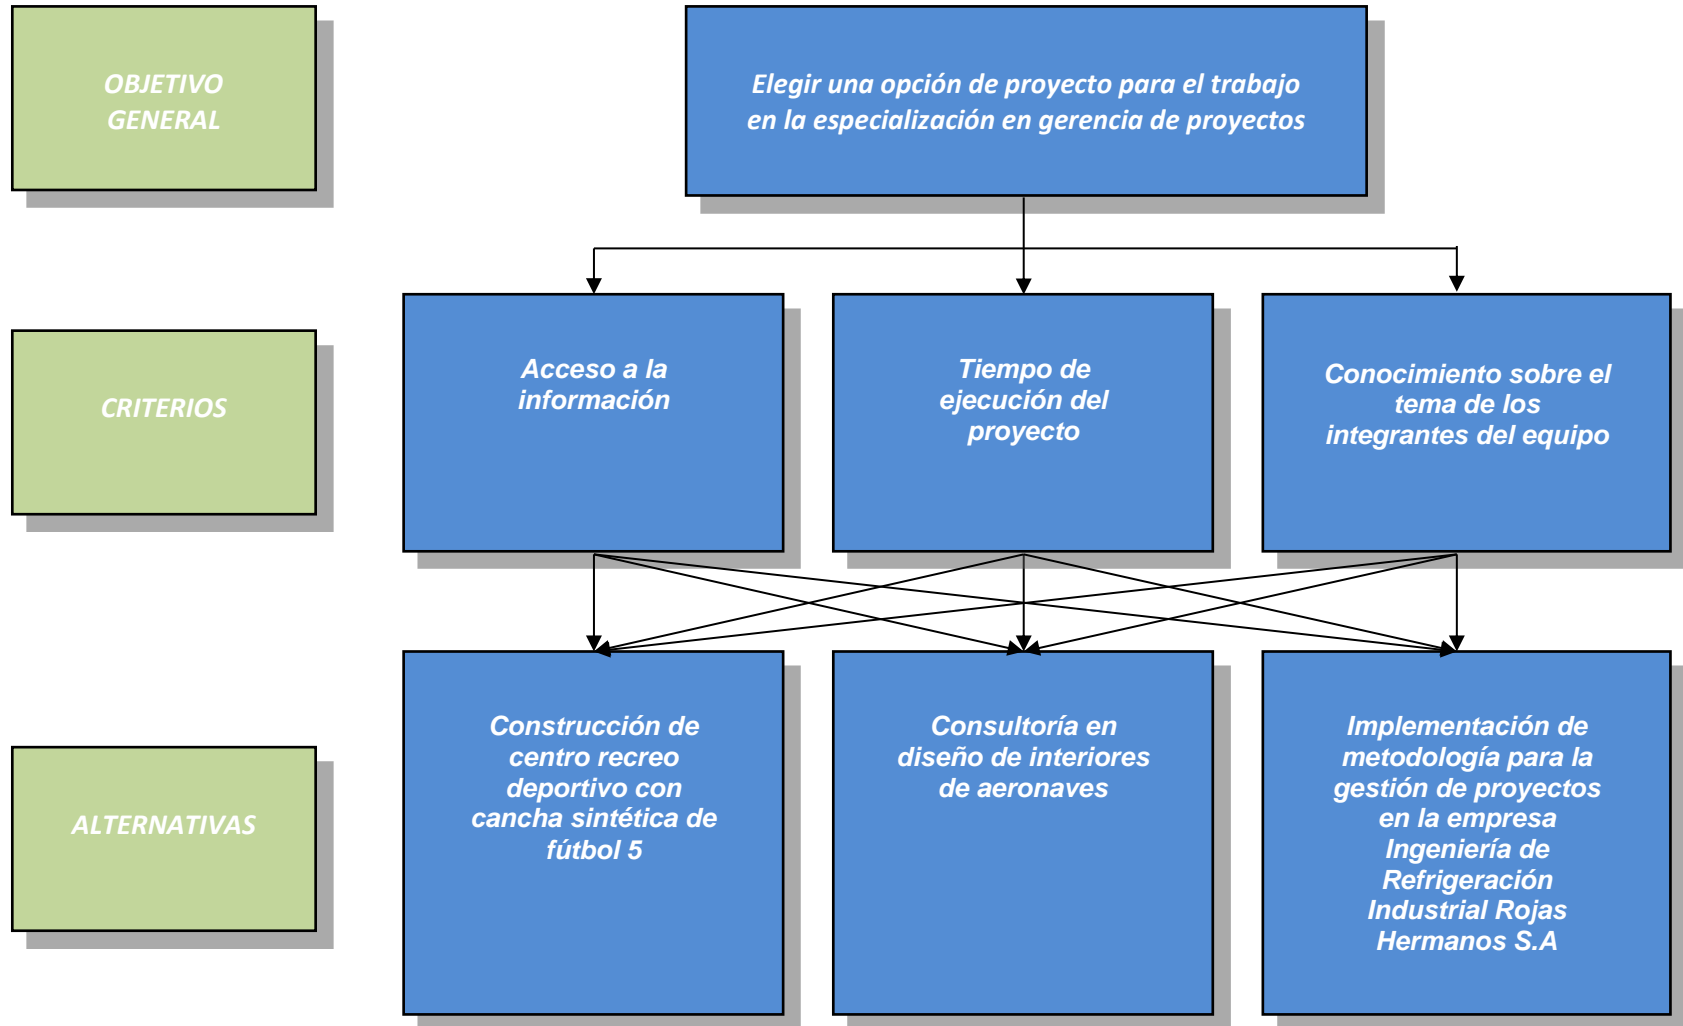 OBJETIVO
GENERAL
Elegir una opción de proyecto para el trabajo
en la especialización en gerencia de proyectos
CRITERIOS
Acceso a la
información
Tiempo de
ejecución del
proyecto
Conocimiento sobre el
tema de los
integrantes del equipo
ALTERNATIVAS
Construcción de
centro recreo
deportivo con
cancha sintética de
fútbol 5
Consultoría en
diseño de interiores
de aeronaves
Implementación de
metodología para la
gestión de proyectos
en la empresa
Ingeniería de
Refrigeración
Industrial Rojas
Hermanos S.A